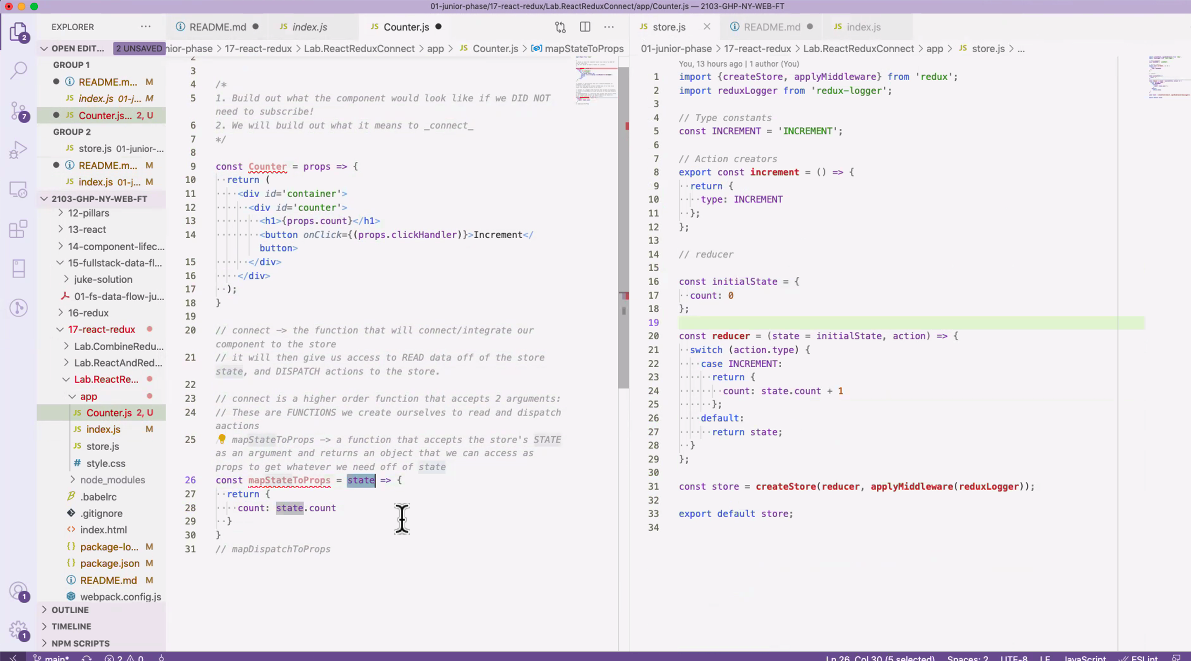 01-junior-phase/17-react-redux/Lab.ReactReduxConnect/app/Counter.js — 2103-GHP-NY-WEB-FT
EXPLORER ···
OPEN EDIT... 2 UNSAVED
GROUP 1
README.m... M
index.js 01-j... M
Counter.js... 2, U
GROUP 2
store.js 01-junior-...
README.m... M
index.js 01-j... M
2103-GHP-NY-WEB-FT
12-pillars
13-react
14-component-lifec...
15-fullstack-data-fl...
juke-solution
01-fs-data-flow-ju...
16-redux
17-react-redux
Lab.CombineRedu...
Lab.ReactAndRed...
Lab.ReactRe...
app
Counter.js 2, U
index.js M
store.js
style.css
node_modules
.babelrc
.gitignore
index.html
package-lo... M
package.json M
README.md M
webpack.config.js
OUTLINE
TIMELINE
NPM SCRIPTS
README.md index.js Counter.js
nior-phase > 17-react-redux > Lab.ReactReduxConnect > app > Counter.js > mapStateToProps
2
3
4 /*
5 1. Build out what the component would look like if we DID NOT
need to subscribe!
6 2. We will build out what it means to _connect_
7 */
8
9 const Counter = props => {
10 return (
11 <div id='container'>
12 <div id='counter'>
13 <h1>{props.count}</h1>
14 <button onClick={(props.clickHandler)}>Increment</
button>
15 </div>
16 </div>
17 );
18 }
19
20 // connect -> the function that will connect/integrate our
component to the store
21 // it will then give us access to READ data off of the store
state, and DISPATCH actions to the store.
22
23 // connect is a higher order function that accepts 2 arguments:
24 // These are FUNCTIONS we create ourselves to read and dispatch
aactions
25 mapStateToProps -> a function that accepts the store's STATE
as an argument and returns an object that we can access as
props to get whatever we need off of state
26 const mapStateToProps = state => {
27 return {
28 count: state.count
29 }
30 }
31 // mapDispatchToProps
store.js README.md index.js
01-junior-phase > 17-react-redux > Lab.ReactReduxConnect > app > store.js > ...
You, 13 hours ago | 1 author (You)
1 import {createStore, applyMiddleware} from 'redux';
2 import reduxLogger from 'redux-logger';
3
4 // Type constants
5 const INCREMENT = 'INCREMENT';
6
7 // Action creators
8 export const increment = () => {
9 return {
10 type: INCREMENT
11 };
12 };
13
14 // reducer
15
16 const initialState = {
17 count: 0
18 };
19
20 const reducer = (state = initialState, action) => {
21 switch (action.type) {
22 case INCREMENT:
23 return {
24 count: state.count + 1
25 };
26 default:
27 return state;
28 }
29 };
30
31 const store = createStore(reducer, applyMiddleware(reduxLogger));
32
33 export default store;
34
main* 2 0 Ln 26, Col 30 (5 selected) Spaces: 2 UTF-8 LF JavaScript ESLint